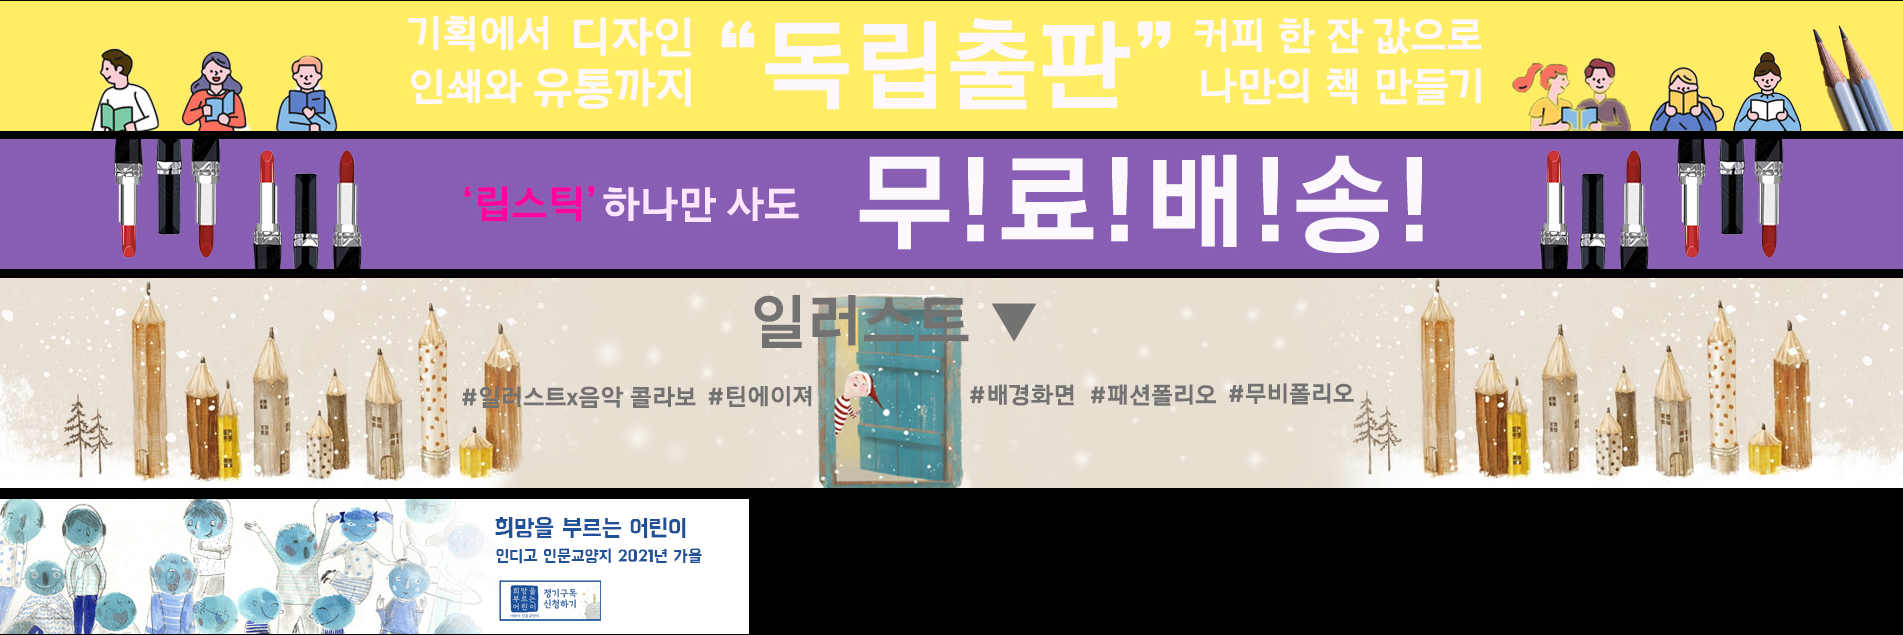 기획에서 디자인
인쇄와 유통까지
“독립출판”
커피 한 잔 값으로
나만의 책 만들기
‘립스틱’ 하나만 사도 무!료!배!송!
일러스트 ▼
#일러스트x음악 콜라보 #틴에이져 #배경화면 #패션폴리오 #무비폴리오
희망을 부르는 어린이
인디고 인문교양지 2021년 가을
희망을
부르는
어린이
정기구독
신청하기